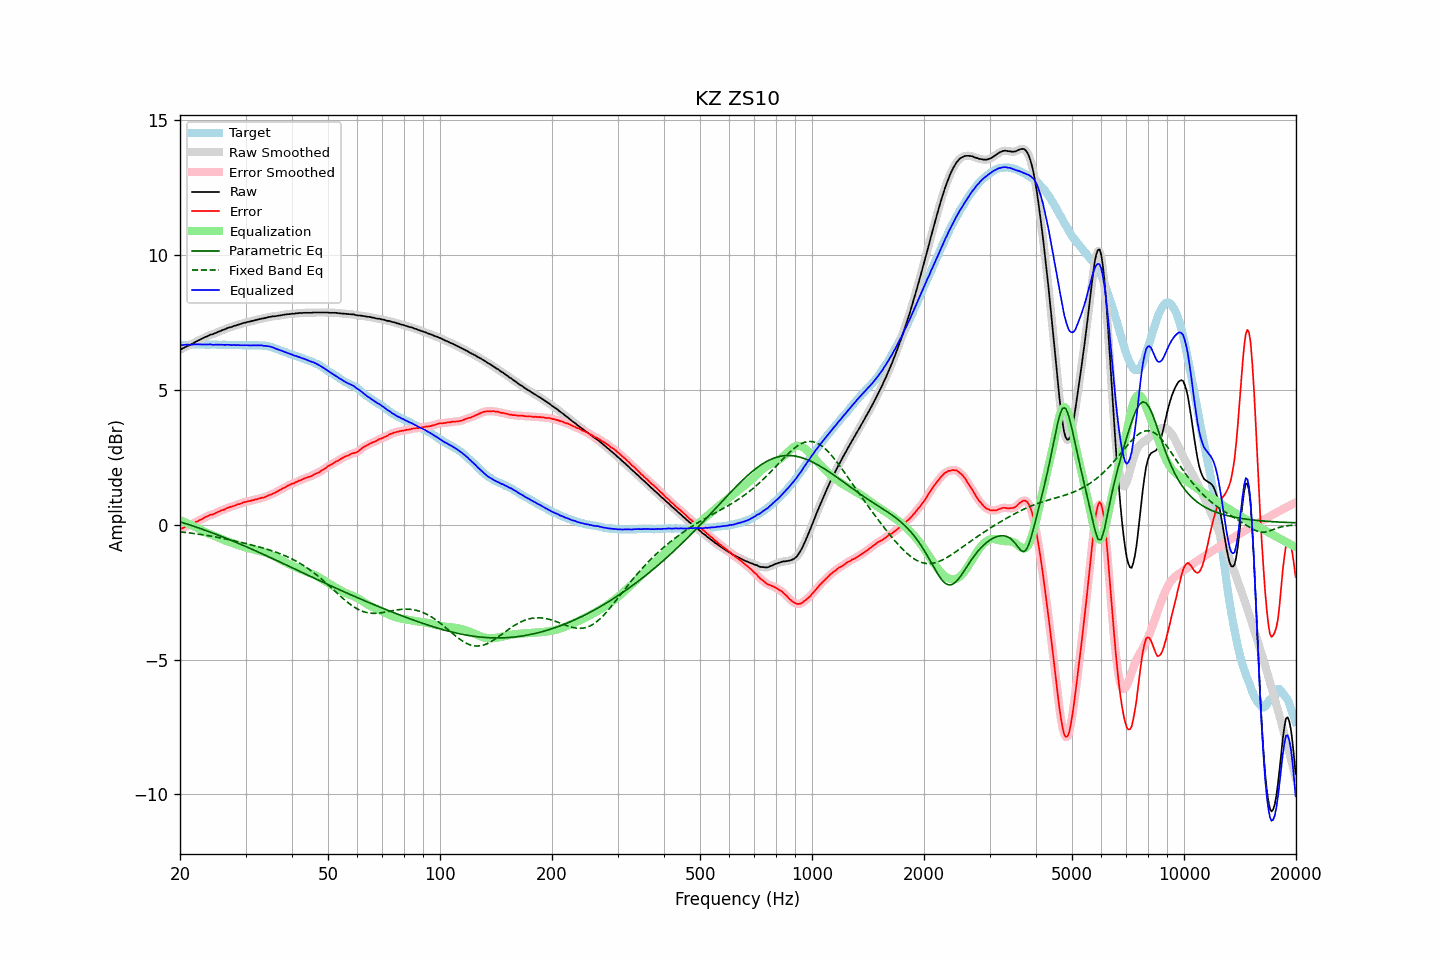 KZ ZS10
Target
Raw Smoothed
Error Smoothed
Raw
Error
Equalization
Parametric Eq
Fixed Band Eq
Equalized
Amplitude (dBr)
15
10
5
0
−5
−10
20 50 100 200 500 1000 2000 5000 10000 20000
Frequency (Hz)